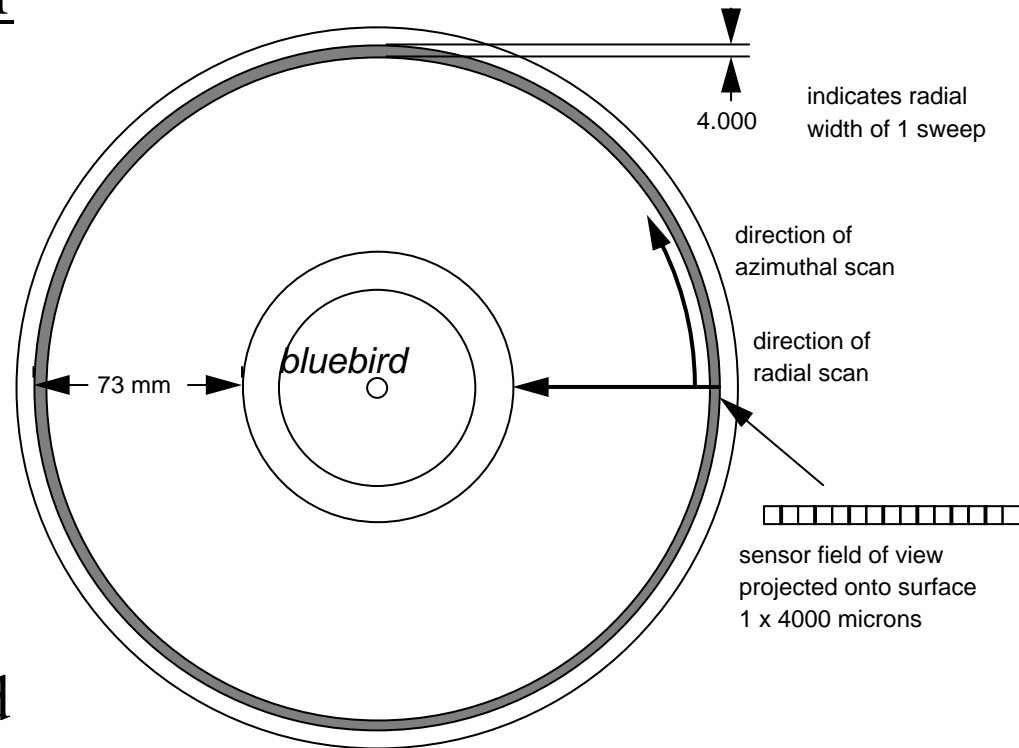 4.000
indicates radial
width of 1 sweep
direction of
azimuthal scan
direction of
radial scan
bluebird
73 mm
sensor field of view
projected onto surface
1 x 4000 microns